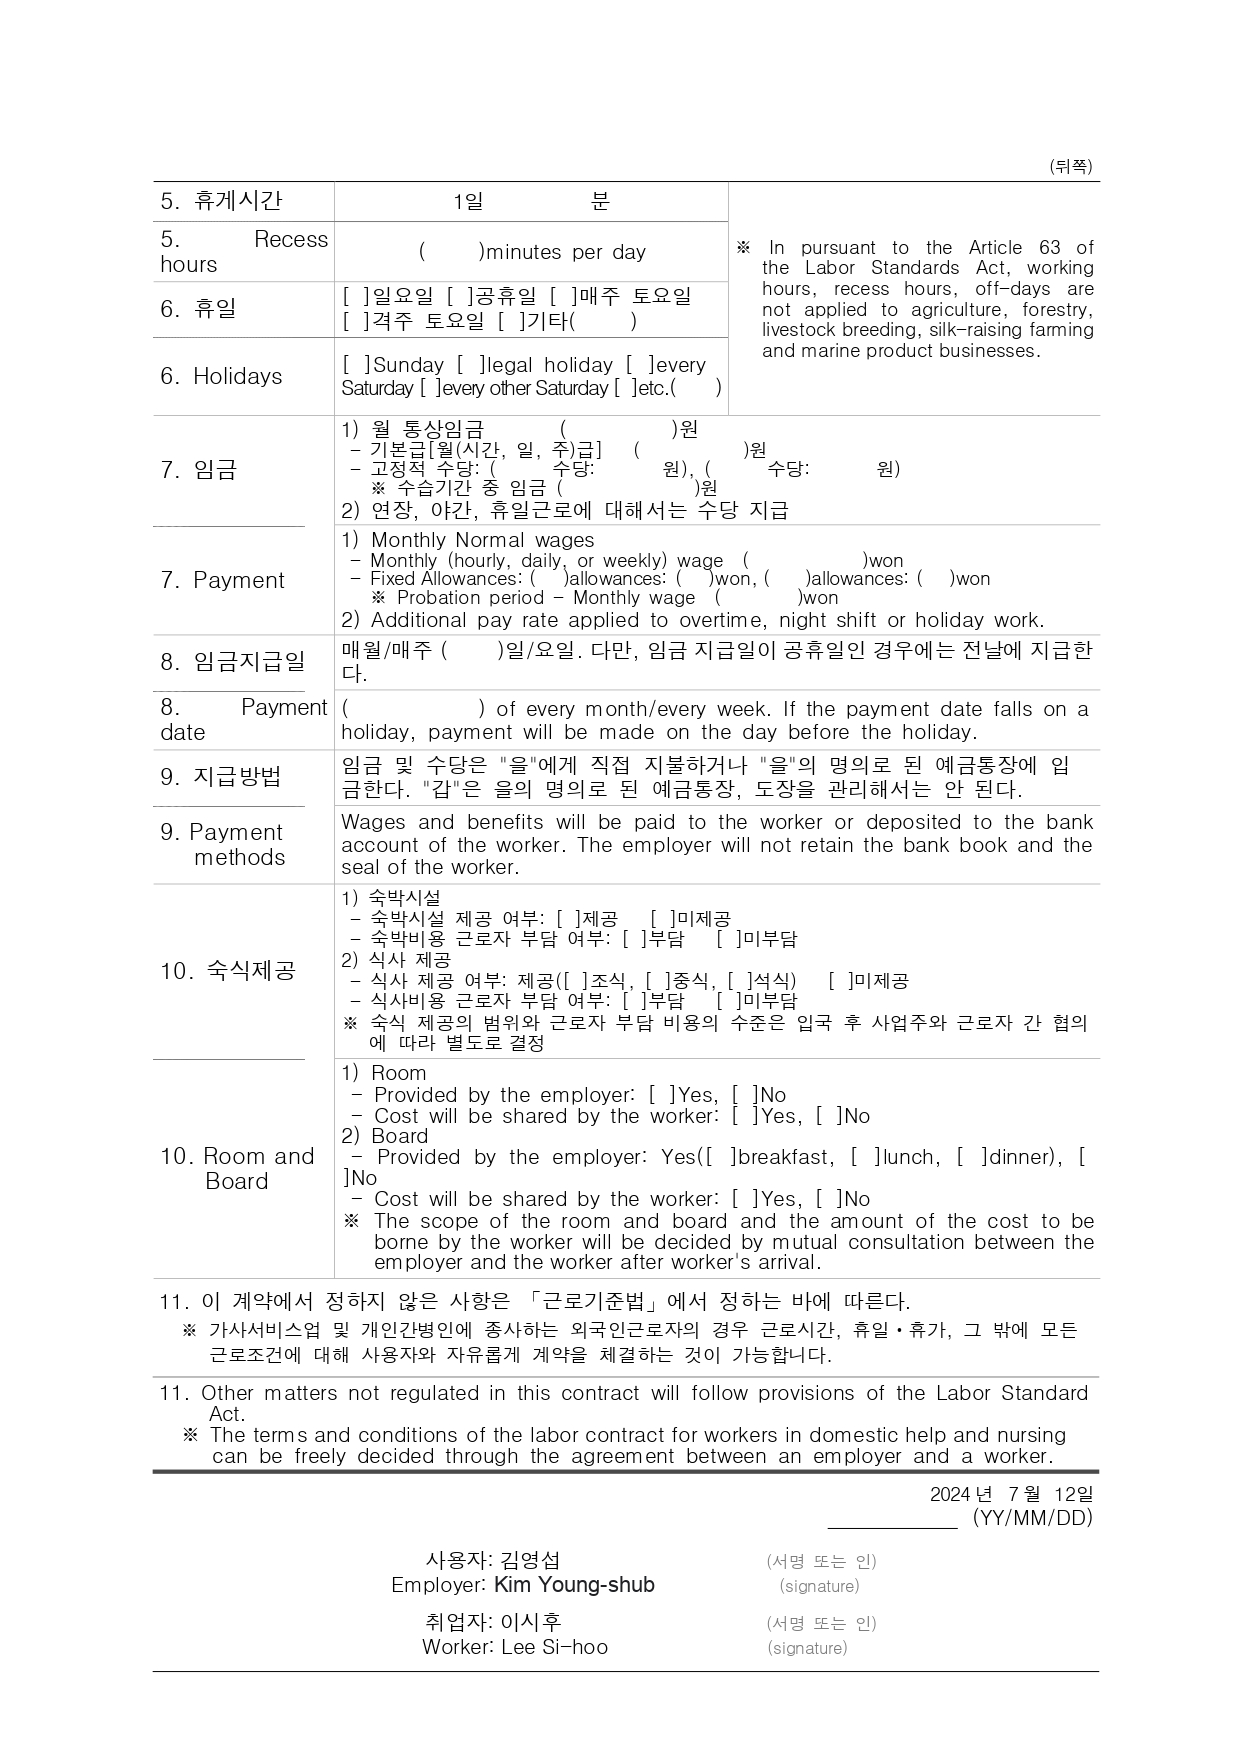 (뒤쪽)
5. 휴게시간
1일 분
5. Recess
hours
( )minutes per day
※ In pursuant to the Article 63 of
the Labor Standards Act, working
hours, recess hours, off-days are
not applied to agriculture, forestry,
livestock breeding, silk-raising farming
and marine product businesses.
6. 휴일
[ ]일요일 [ ]공휴일 [ ]매주 토요일
[ ]격주 토요일 [ ]기타( )
6. Holidays
[ ]Sunday [ ]legal holiday [ ]every
Saturday [ ]every other Saturday [ ]etc.( )
7. 임금
1) 월 통상임금 ( )원
- 기본급[월(시간, 일, 주)급] ( )원
- 고정적 수당: ( 수당: 원), ( 수당: 원)
※ 수습기간 중 임금 ( )원
2) 연장, 야간, 휴일근로에 대해서는 수당 지급
7. Payment
1) Monthly Normal wages
- Monthly (hourly, daily, or weekly) wage ( )won
- Fixed Allowances: ( )allowances: ( )won, ( )allowances: ( )won
※ Probation period - Monthly wage ( )won
2) Additional pay rate applied to overtime, night shift or holiday work.
8. 임금지급일
매월/매주 ( )일/요일. 다만, 임금 지급일이 공휴일인 경우에는 전날에 지급한
다.
8. Payment
date
( ) of every month/every week. If the payment date falls on a
holiday, payment will be made on the day before the holiday.
9. 지급방법
임금 및 수당은 "을"에게 직접 지불하거나 "을"의 명의로 된 예금통장에 입
금한다. "갑"은 을의 명의로 된 예금통장, 도장을 관리해서는 안 된다.
9. Payment
methods
Wages and benefits will be paid to the worker or deposited to the bank
account of the worker. The employer will not retain the bank book and the
seal of the worker.
10. 숙식제공
1) 숙박시설
- 숙박시설 제공 여부: [ ]제공 [ ]미제공
- 숙박비용 근로자 부담 여부: [ ]부담 [ ]미부담
2) 식사 제공
- 식사 제공 여부: 제공([ ]조식, [ ]중식, [ ]석식) [ ]미제공
- 식사비용 근로자 부담 여부: [ ]부담 [ ]미부담
※ 숙식 제공의 범위와 근로자 부담 비용의 수준은 입국 후 사업주와 근로자 간 협의
에 따라 별도로 결정
10. Room and
Board
1) Room
- Provided by the employer: [ ]Yes, [ ]No
- Cost will be shared by the worker: [ ]Yes, [ ]No
2) Board
- Provided by the employer: Yes([ ]breakfast, [ ]lunch, [ ]dinner), [
]No
- Cost will be shared by the worker: [ ]Yes, [ ]No
※ The scope of the room and board and the amount of the cost to be
borne by the worker will be decided by mutual consultation between the
employer and the worker after worker's arrival.
11. 이 계약에서 정하지 않은 사항은 「근로기준법」에서 정하는 바에 따른다.
※ 가사서비스업 및 개인간병인에 종사하는 외국인근로자의 경우 근로시간, 휴일・휴가, 그 밖에 모든
근로조건에 대해 사용자와 자유롭게 계약을 체결하는 것이 가능합니다.
11. Other matters not regulated in this contract will follow provisions of the Labor Standard
Act.
※ The terms and conditions of the labor contract for workers in domestic help and nursing
can be freely decided through the agreement between an employer and a worker.
2024 년 7 월 12일
(YY/MM/DD)
사용자: 김영섭 (서명 또는 인)
Employer: Kim Young-shub (signature)
취업자: 이시후 (서명 또는 인)
Worker: Lee Si-hoo (signature)